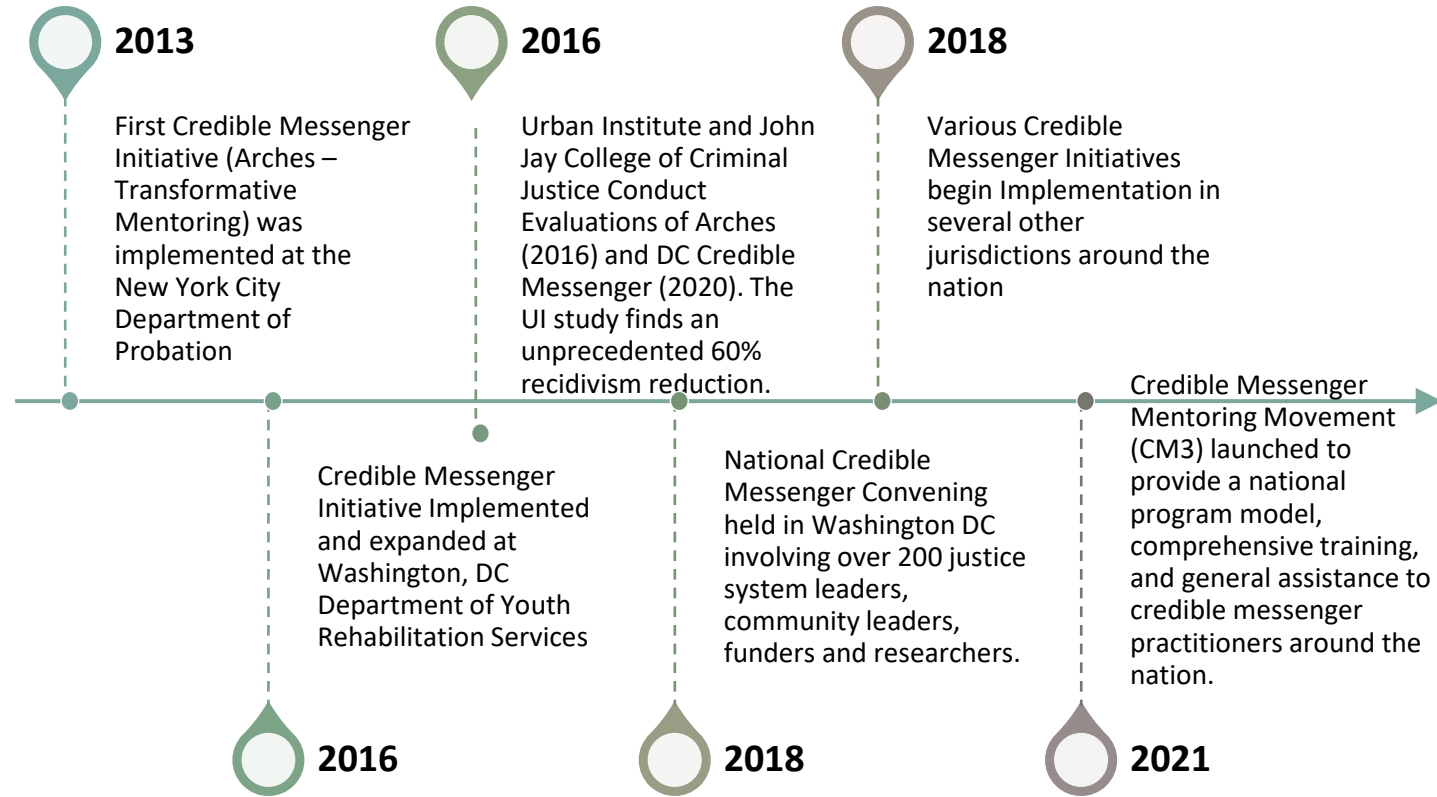 2013
First Credible Messenger
Initiative (Arches –
Transformative
Mentoring) was
implemented at the
New York City
Department of
Probation
2016
Credible Messenger
Initiative Implemented
and expanded at
Washington, DC
Department of Youth
Rehabilitation Services
2016
Urban Institute and John
Jay College of Criminal
Justice Conduct
Evaluations of Arches
(2016) and DC Credible
Messenger (2020). The
UI study finds an
unprecedented 60%
recidivism reduction.
2018
National Credible
Messenger Convening
held in Washington DC
involving over 200 justice
system leaders,
community leaders,
funders and researchers.
2018
Various Credible
Messenger Initiatives
begin Implementation in
several other
jurisdictions around the
nation
2021
Credible Messenger
Mentoring Movement
(CM3) launched to
provide a national
program model,
comprehensive training,
and general assistance to
credible messenger
practitioners around the
nation.